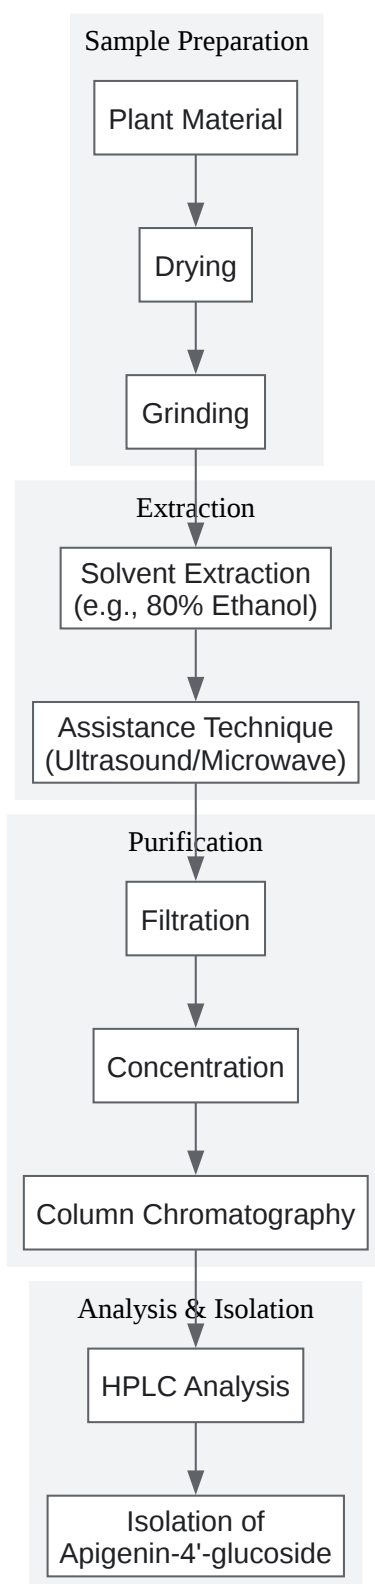 Sample Preparation
Plant Material
Drying
Grinding
Extraction
Solvent Extraction
(e.g., 80% Ethanol)
Assistance Technique
(Ultrasound/Microwave)
Purification
Filtration
Concentration
Column Chromatography
Analysis & Isolation
HPLC Analysis
Isolation of
Apigenin-4'-glucoside